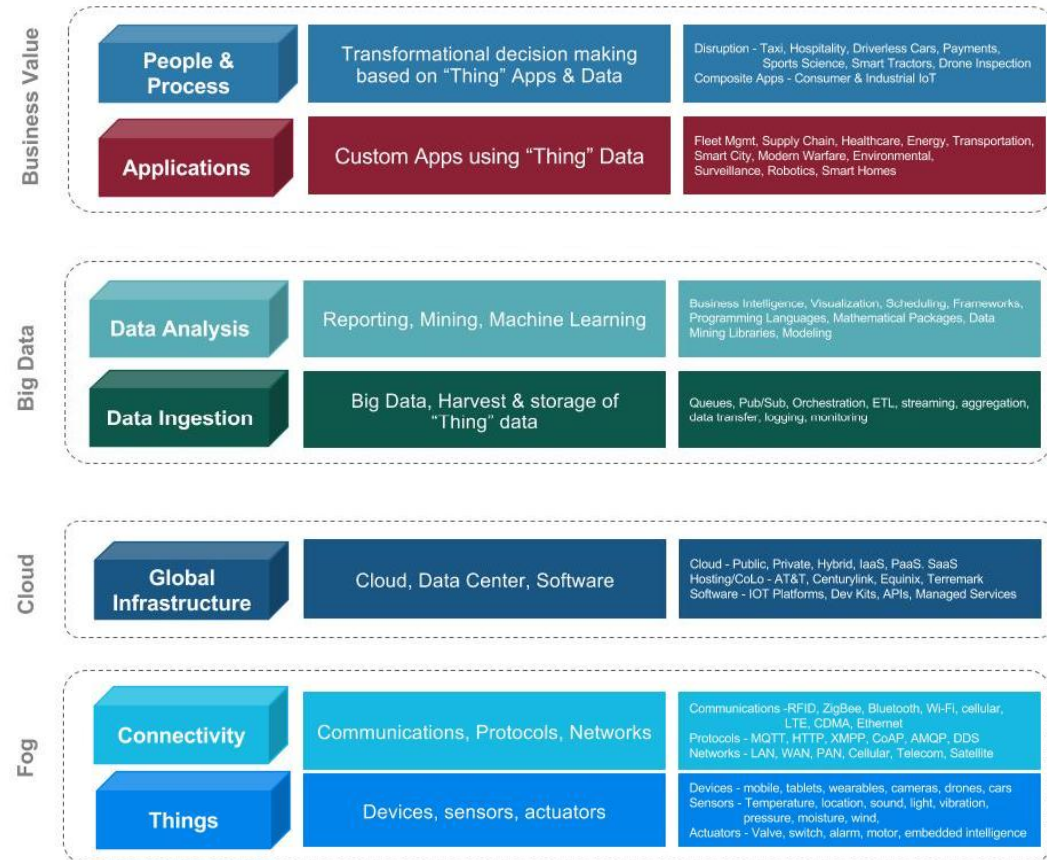 Business Value
People &
Process
Transformational decision making
based on “Thing” Apps & Data
Disruption - Taxi, Hospitality, Driverless Cars, Payments,
Sports Science, Smart Tractors, Drone Inspection
Composite Apps - Consumer & Industrial IoT
Applications
Custom Apps using “Thing” Data
Fleet Mgmt, Supply Chain, Healthcare, Energy, Transportation,
Smart City, Modern Warfare, Environmental,
Surveillance, Robotics, Smart Homes
Big Data
Data Analysis
Reporting, Mining, Machine Learning
Business Intelligence, Visualization, Scheduling, Frameworks,
Programming Languages, Mathematical Packages, Data
Mining Libraries, Modeling
Data Ingestion
Big Data, Harvest & storage of
“Thing” data
Queues, Pub/Sub, Orchestration, ETL, streaming, aggregation,
data transfer, logging, monitoring
Cloud
Global
Infrastructure
Cloud, Data Center, Software
Cloud - Public, Private, Hybrid, IaaS, PaaS. SaaS
Hosting/CoLo - AT&T, Centurylink, Equinix, Terremark
Software - IOT Platforms, Dev Kits, APIs, Managed Services
Fog
Connectivity
Communications, Protocols, Networks
Communications -RFID, ZigBee, Bluetooth, Wi-Fi, cellular,
LTE, CDMA, Ethernet
Protocols - MQTT, HTTP, XMPP, CoAP, AMQP, DDS
Networks - LAN, WAN, PAN, Cellular, Telecom, Satellite
Things
Devices, sensors, actuators
Devices - mobile, tablets, wearables, cameras, drones, cars
Sensors - Temperature, location, sound, light, vibration,
pressure, moisture, wind,
Actuators - Valve, switch, alarm, motor, embedded intelligence